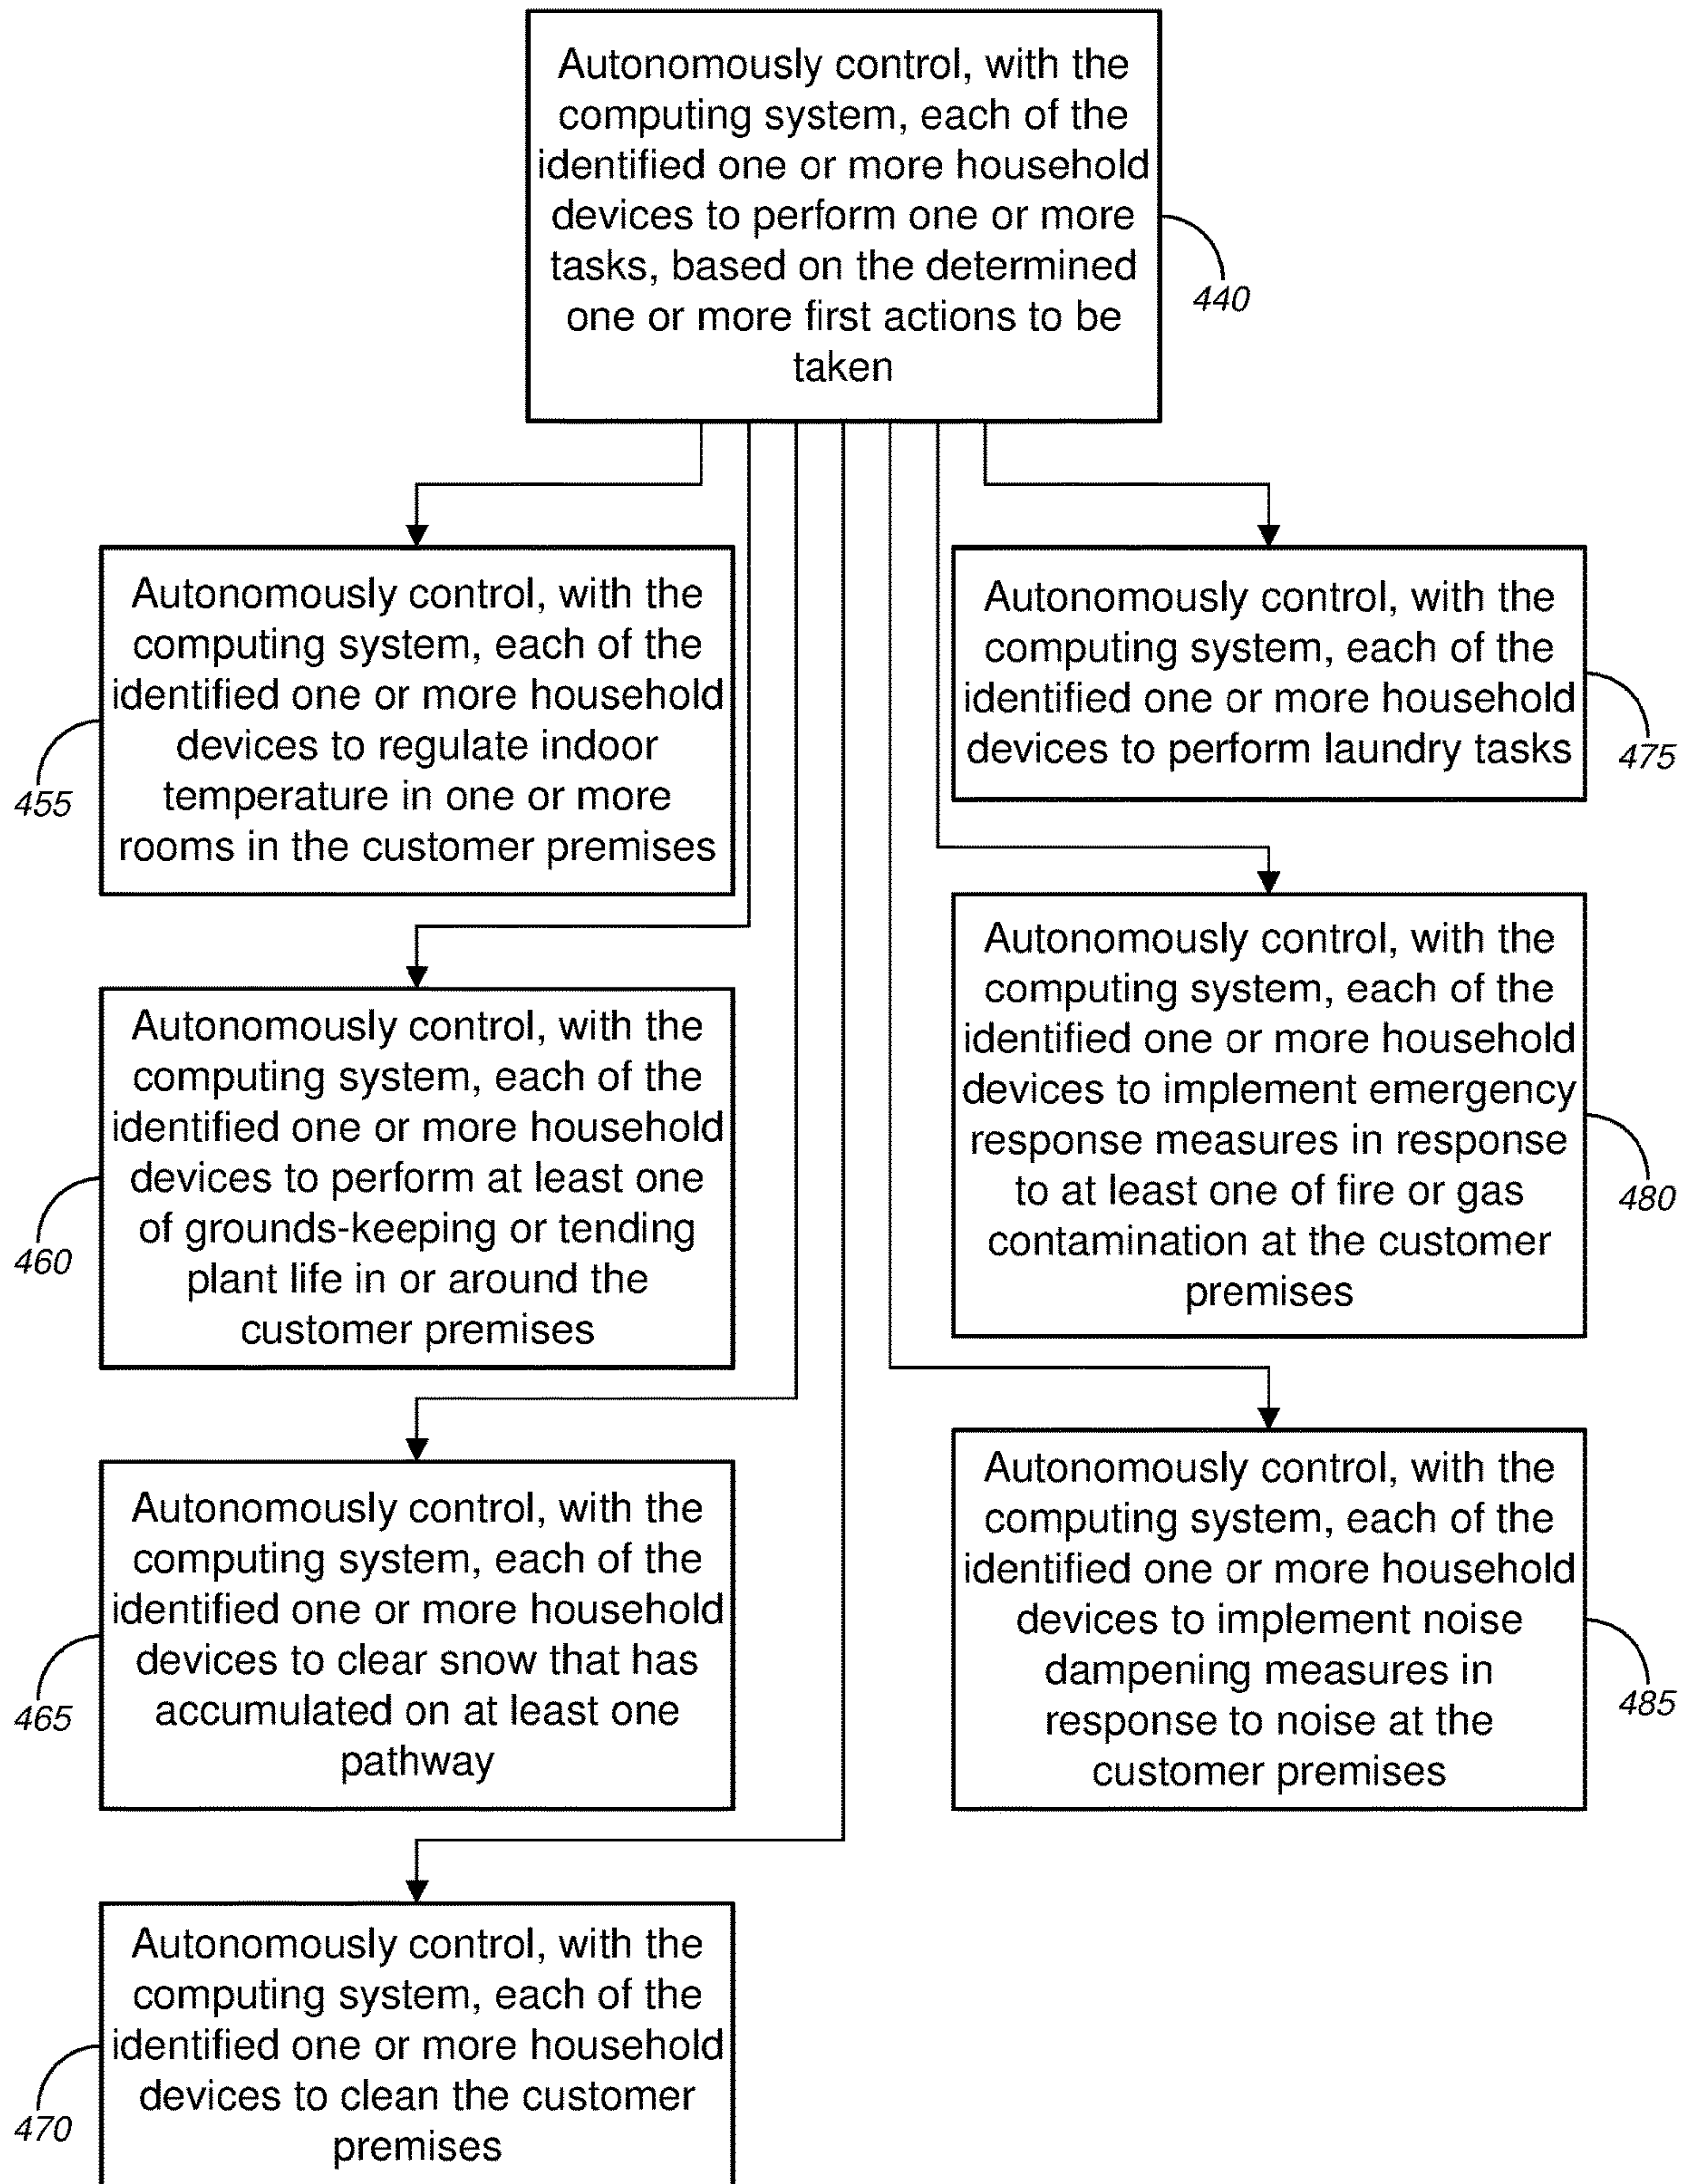 Autonomously control, with the
computing system, each of the
identified one or more household
devices to perform one or more
tasks, based on the determined
one or more first actions to be
taken
440
Autonomously control, with the
computing system, each of the
identified one or more household
devices to regulate indoor
temperature in one or more
rooms in the customer premises
455
Autonomously control, with the
computing system, each of the
identified one or more household
devices to perform at least one
of grounds-keeping or tending
plant life in or around the
customer premises
460
Autonomously control, with the
computing system, each of the
identified one or more household
devices to clear snow that has
accumulated on at least one
pathway
465
Autonomously control, with the
computing system, each of the
identified one or more household
devices to clean the customer
premises
470
Autonomously control, with the
computing system, each of the
identified one or more household
devices to perform laundry tasks
475
Autonomously control, with the
computing system, each of the
identified one or more household
devices to implement emergency
response measures in response
to at least one of fire or gas
contamination at the customer
premises
480
Autonomously control, with the
computing system, each of the
identified one or more household
devices to implement noise
dampening measures in
response to noise at the
customer premises
485